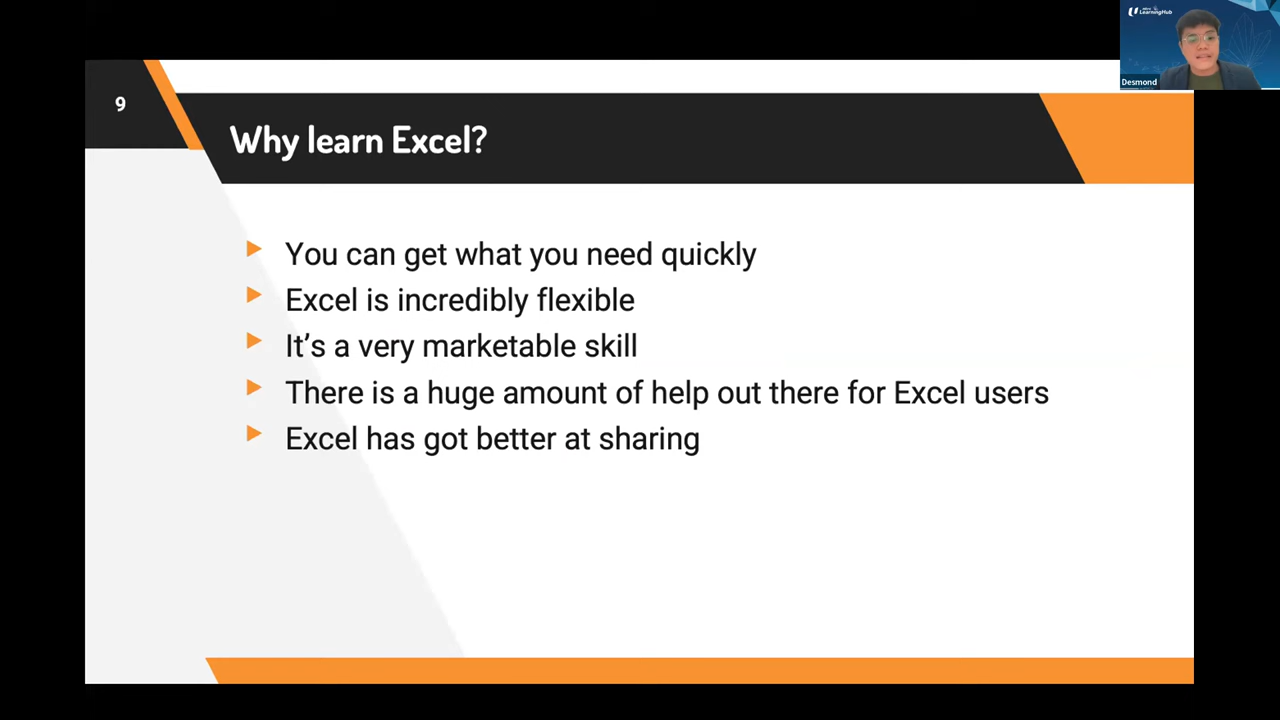 9
Why learn Excel?
You can get what you need quickly
Excel is incredibly flexible
It's a very marketable skill
There is a huge amount of help out there for Excel users
Excel has got better at sharing
LearningHub
Desmond